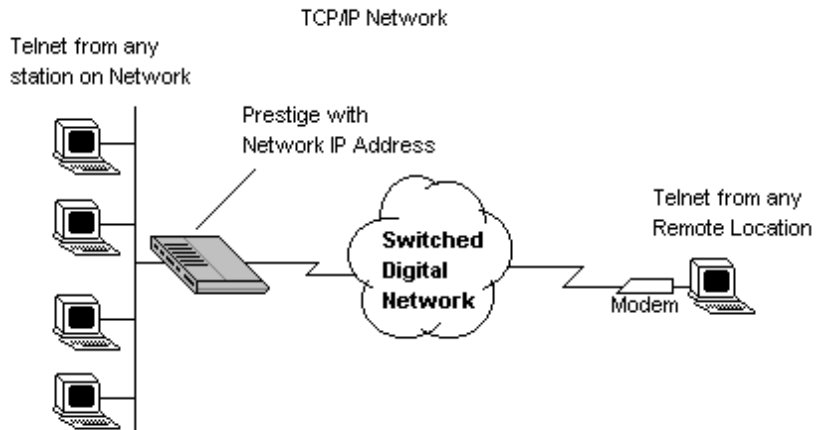 TCP/IP Network
Telnet from any
station on Network
Prestige with
Network IP Address
Switched
Digital
Network
Telnet from any
Remote Location
Modem